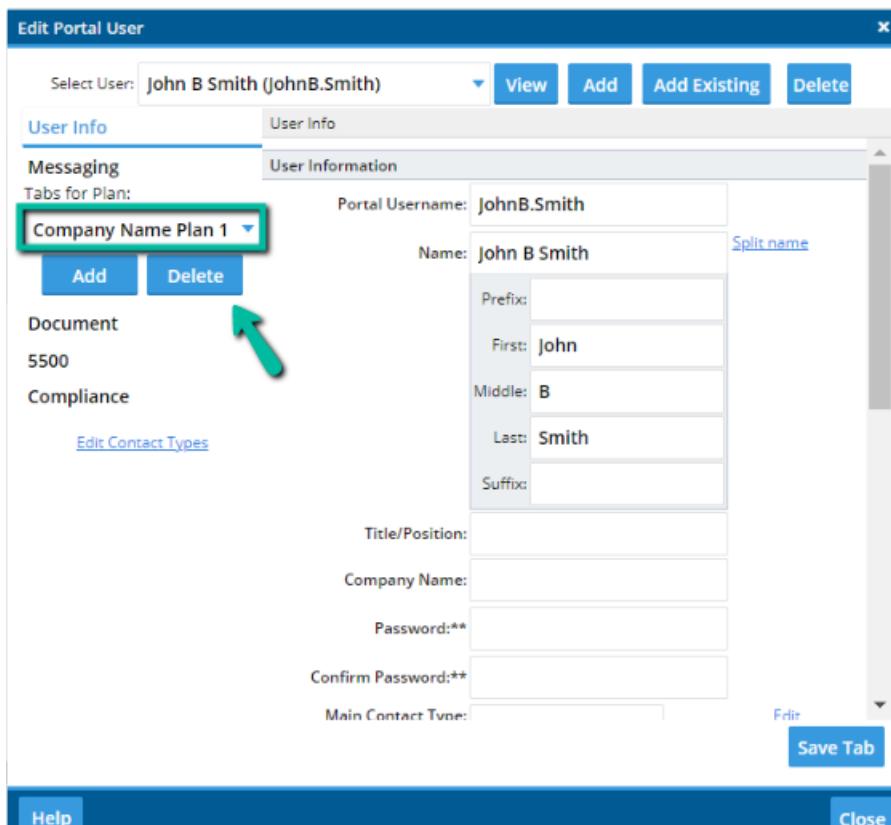 Edit Portal User ×
Select User: John B Smith (JohnB.Smith) View Add Add Existing Delete
User Info
Messaging
Tabs for Plan:
Company Name Plan 1
Add Delete
Document
5500
Compliance
Edit Contact Types
User Info
User Information
Portal Username: JohnB.Smith
Name: John B Smith Split name
Prefix:
First: John
Middle: B
Last: Smith
Suffix:
Title/Position:
Company Name:
Password:**
Confirm Password:**
Main Contact Type: Edit
Save Tab
Help Close